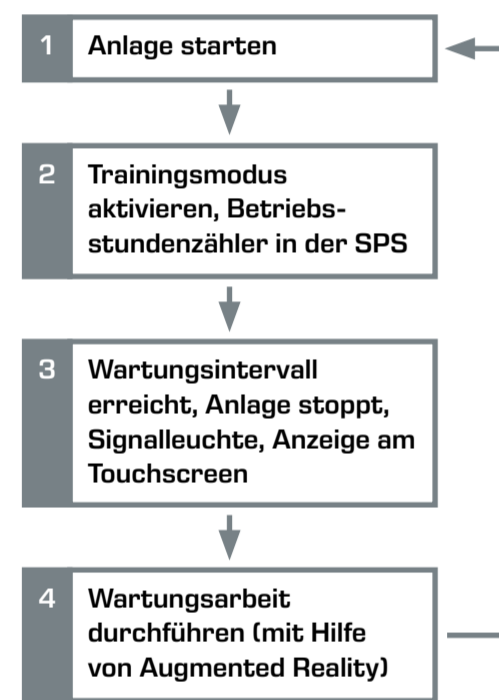 1 Anlage starten
2 Trainingsmodus
aktivieren, Betriebs-
stundenzähler in der SPS
3 Wartungsintervall
erreicht, Anlage stoppt,
Signalleuchte, Anzeige am
Touchscreen
4 Wartungsarbeit
durchführen (mit Hilfe
von Augmented Reality)